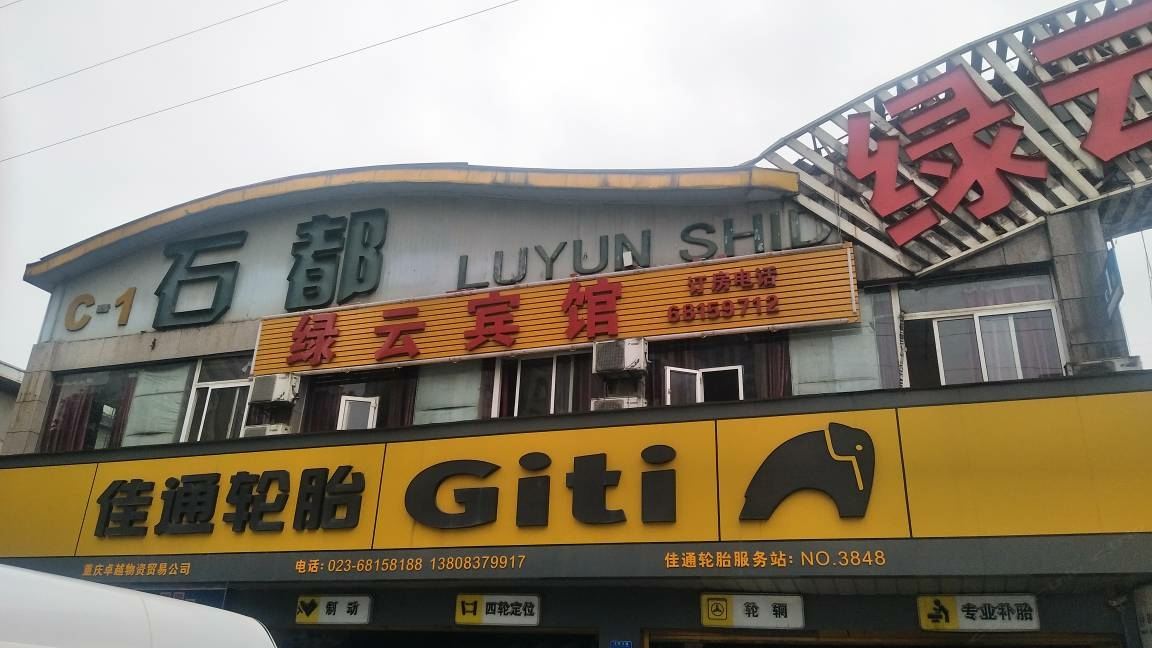 绿云
C-1 石都 LUYUN SHID
绿云宾馆 订房电话
68159712
佳通轮胎 Giti
重庆卓越物资贸易公司 电话:023-68158188 13808379917 佳通轮胎服务站:NO.3848
制动 四轮定位 轮辋 专业补胎